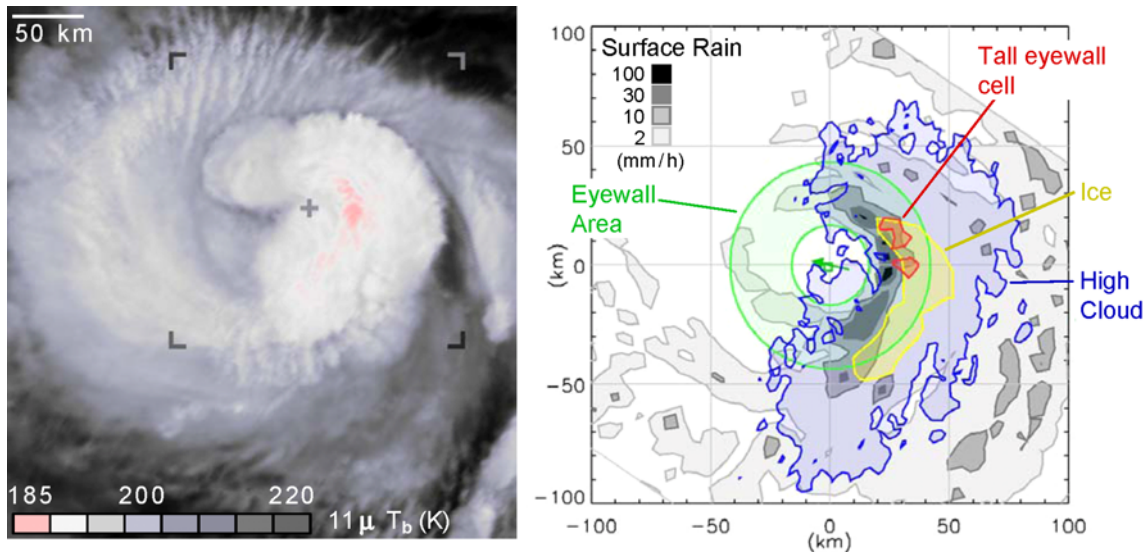 50 km
185
200
220
11μ Tb (K)
100
50
0
-50
-100
(km)
Surface Rain
100
30
10
2
(mm/h)
Tall eyewall
cell
Eyewall
Area
Ice
High
Cloud
-100
-50
0
50
100
(km)